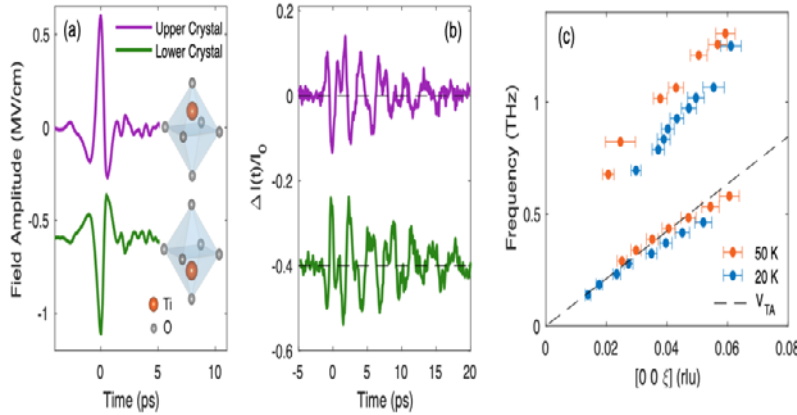 (a)
Upper Crystal
Lower Crystal
0.5
0
-0.5
-1
Field Amplitude (MV/cm)
Ti
O
0
5
10
Time (ps)
(b)
0.2
0
-0.2
-0.4
-0.6
Δ I(t)/I₀
-5
0
5
10
15
20
Time (ps)
(c)
1
0.5
0
Frequency (THz)
50 K
20 K
V_TA
0
0.02
0.04
0.06
0.08
[0 0 ξ] (rlu)